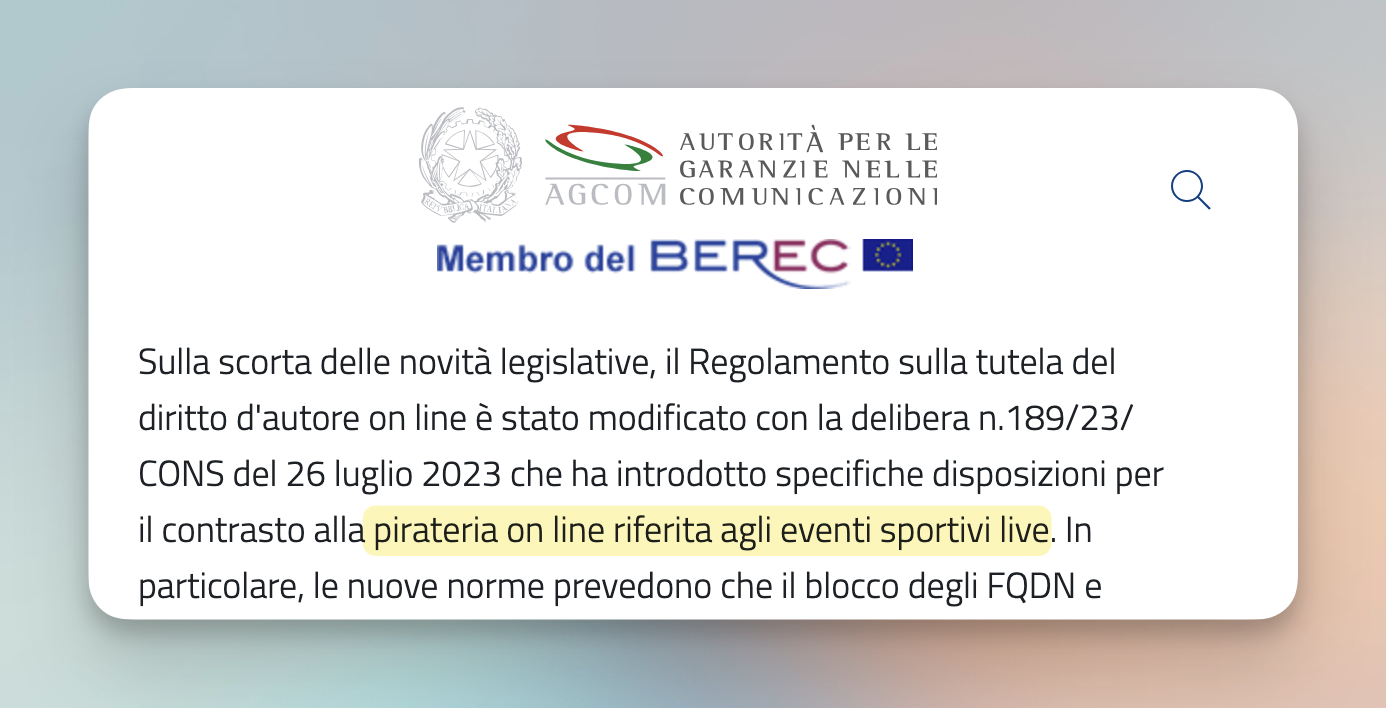 AUTORITÀ PER LE
GARANZIE NELLE
COMUNICAZIONI
AGCOM
REPVBBLICA ITALIANA
Membro del BEREC
Sulla scorta delle novità legislative, il Regolamento sulla tutela del
diritto d'autore on line è stato modificato con la delibera n.189/23/
CONS del 26 luglio 2023 che ha introdotto specifiche disposizioni per
il contrasto alla pirateria on line riferita agli eventi sportivi live. In
particolare, le nuove norme prevedono che il blocco degli FQDN e